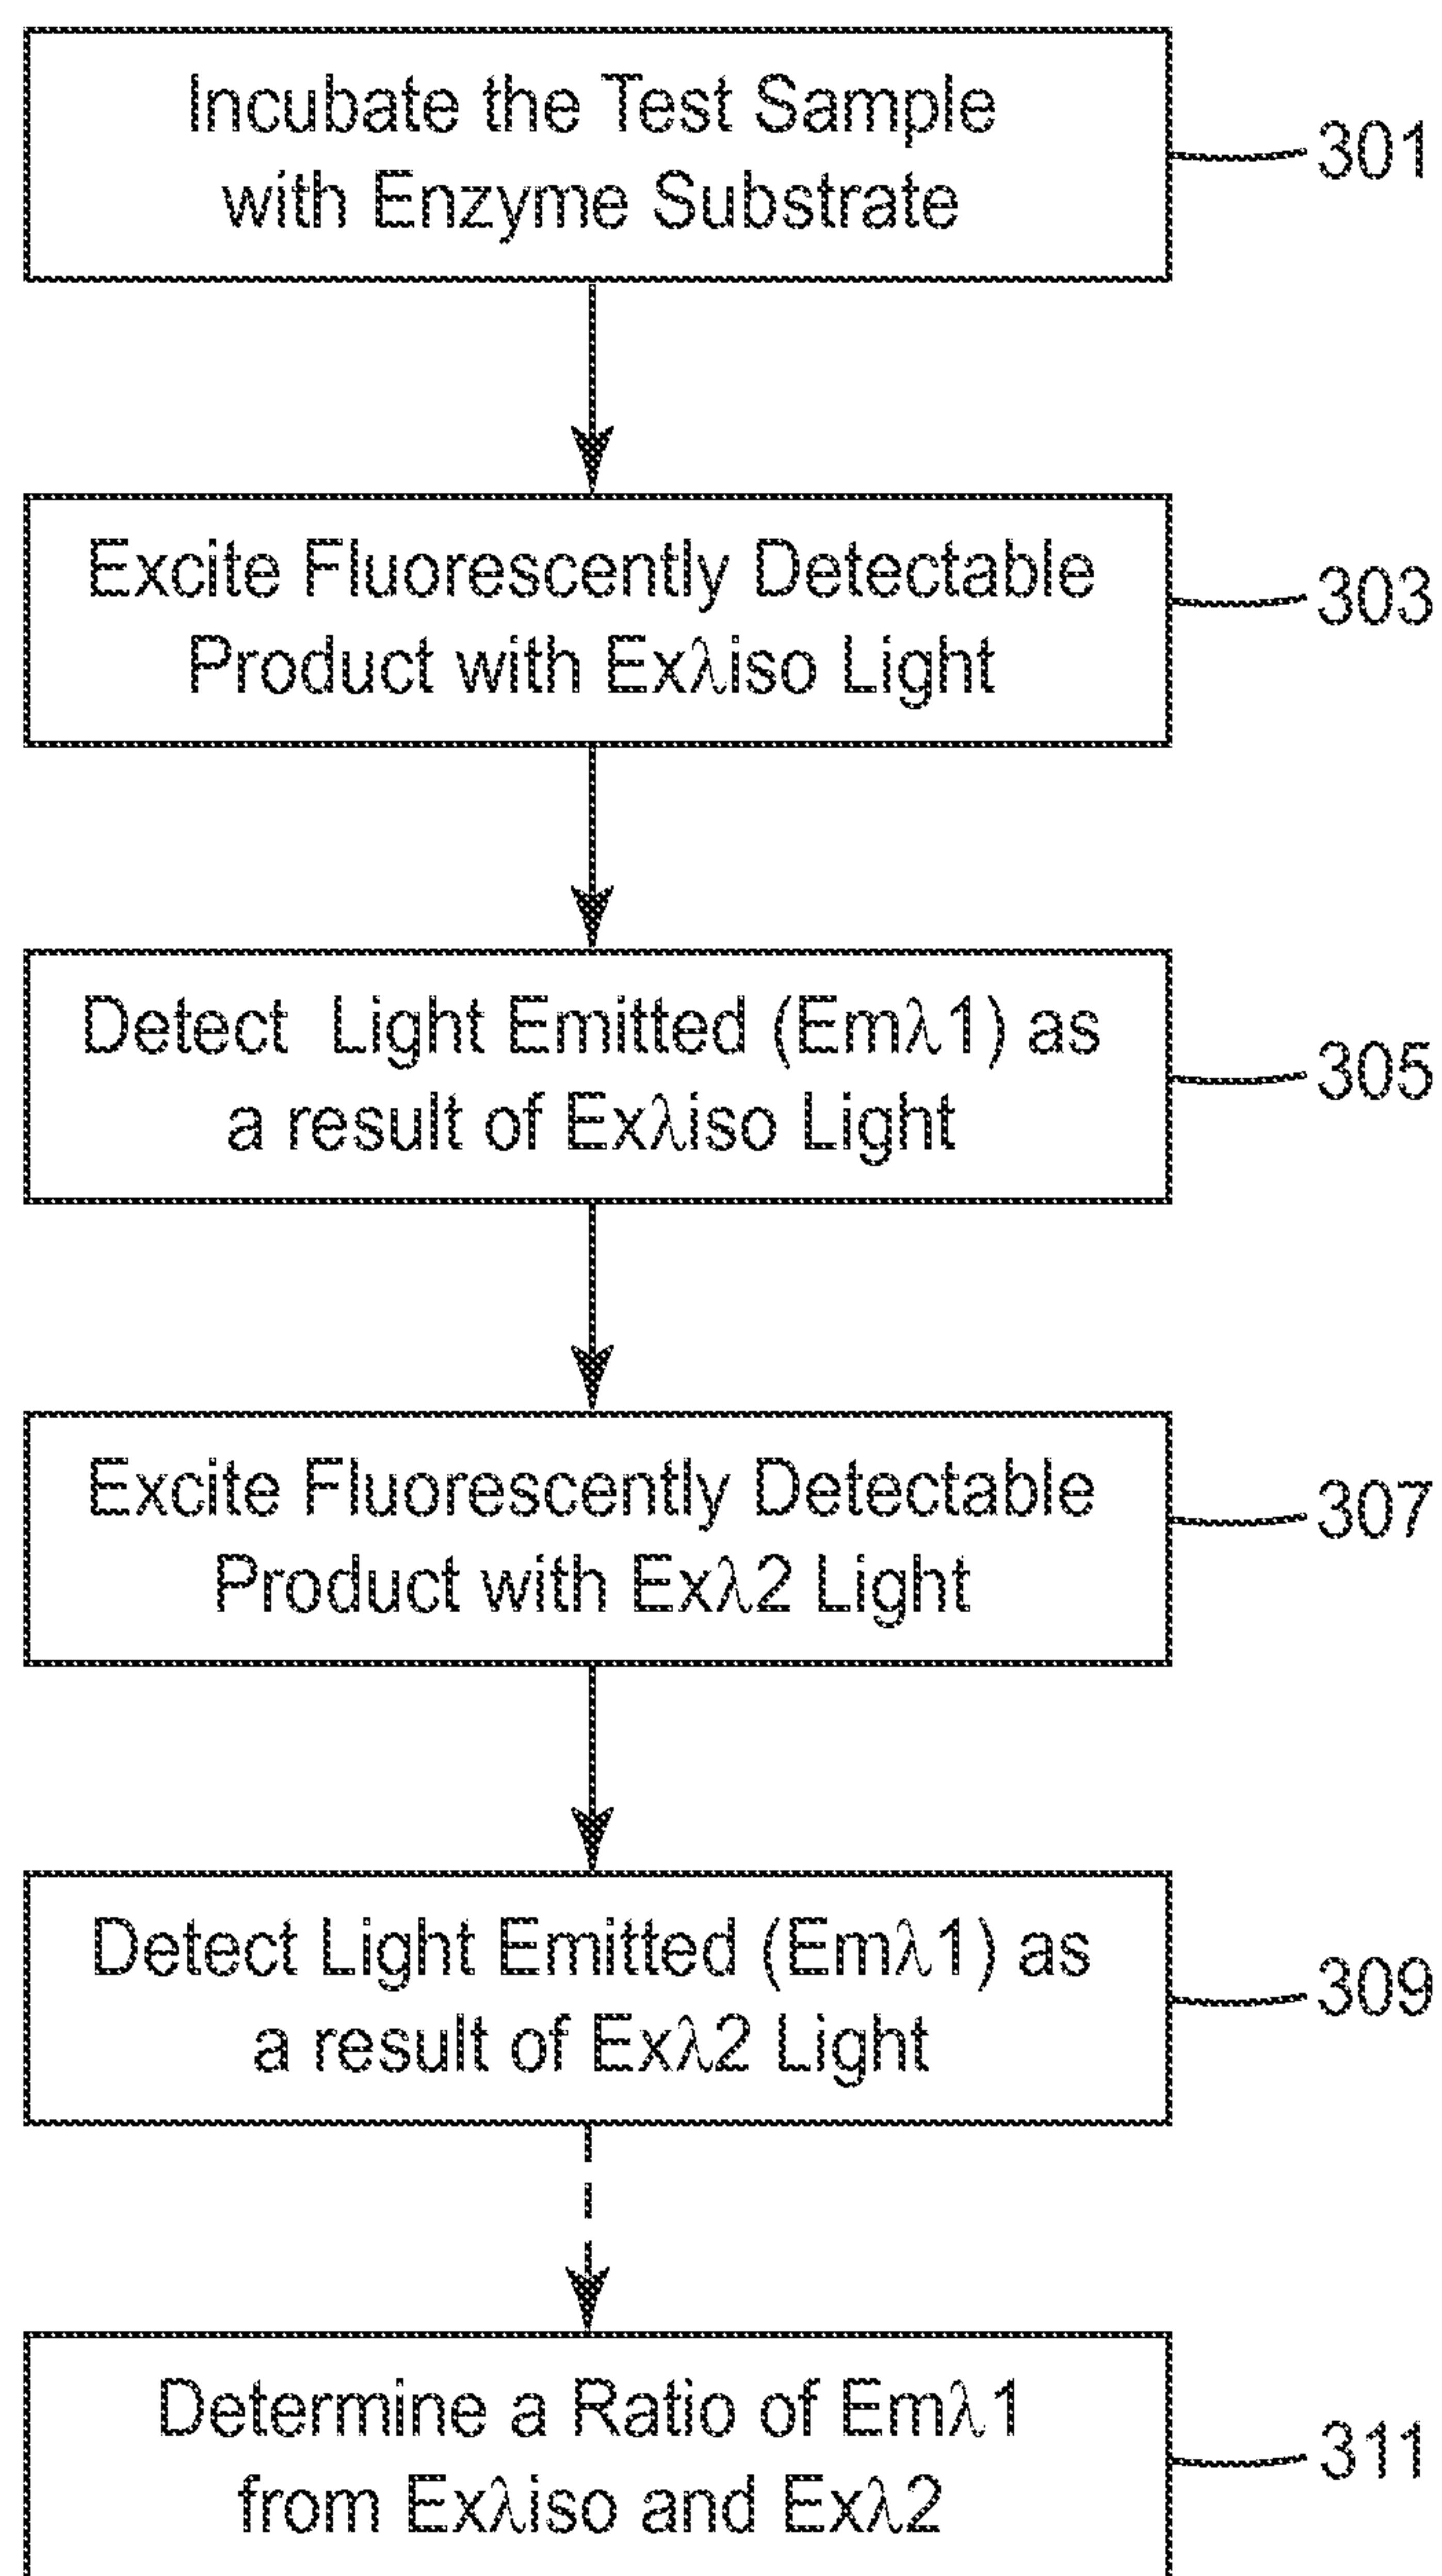 Incubate the Test Sample
with Enzyme Substrate
301
Excite Fluorescently Detectable
Product with Exλiso Light
303
Detect Light Emitted (Emλ1) as
a result of Exλiso Light
305
Excite Fluorescently Detectable
Product with Exλ2 Light
307
Detect Light Emitted (Emλ1) as
a result of Exλ2 Light
309
Determine a Ratio of Emλ1
from Exλiso and Exλ2
311